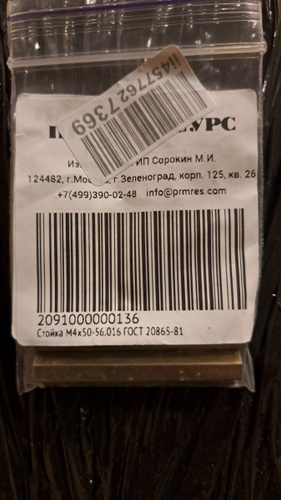 ii4577627369
УРС
ИП Сорокин М.И.
124482, г.Мос г.Зеленоград, корп. 125, кв. 26
+7(499)390-02-48 info@prmres.com
2091000000136
Стойка М4х50-56.016 ГОСТ 20865-81